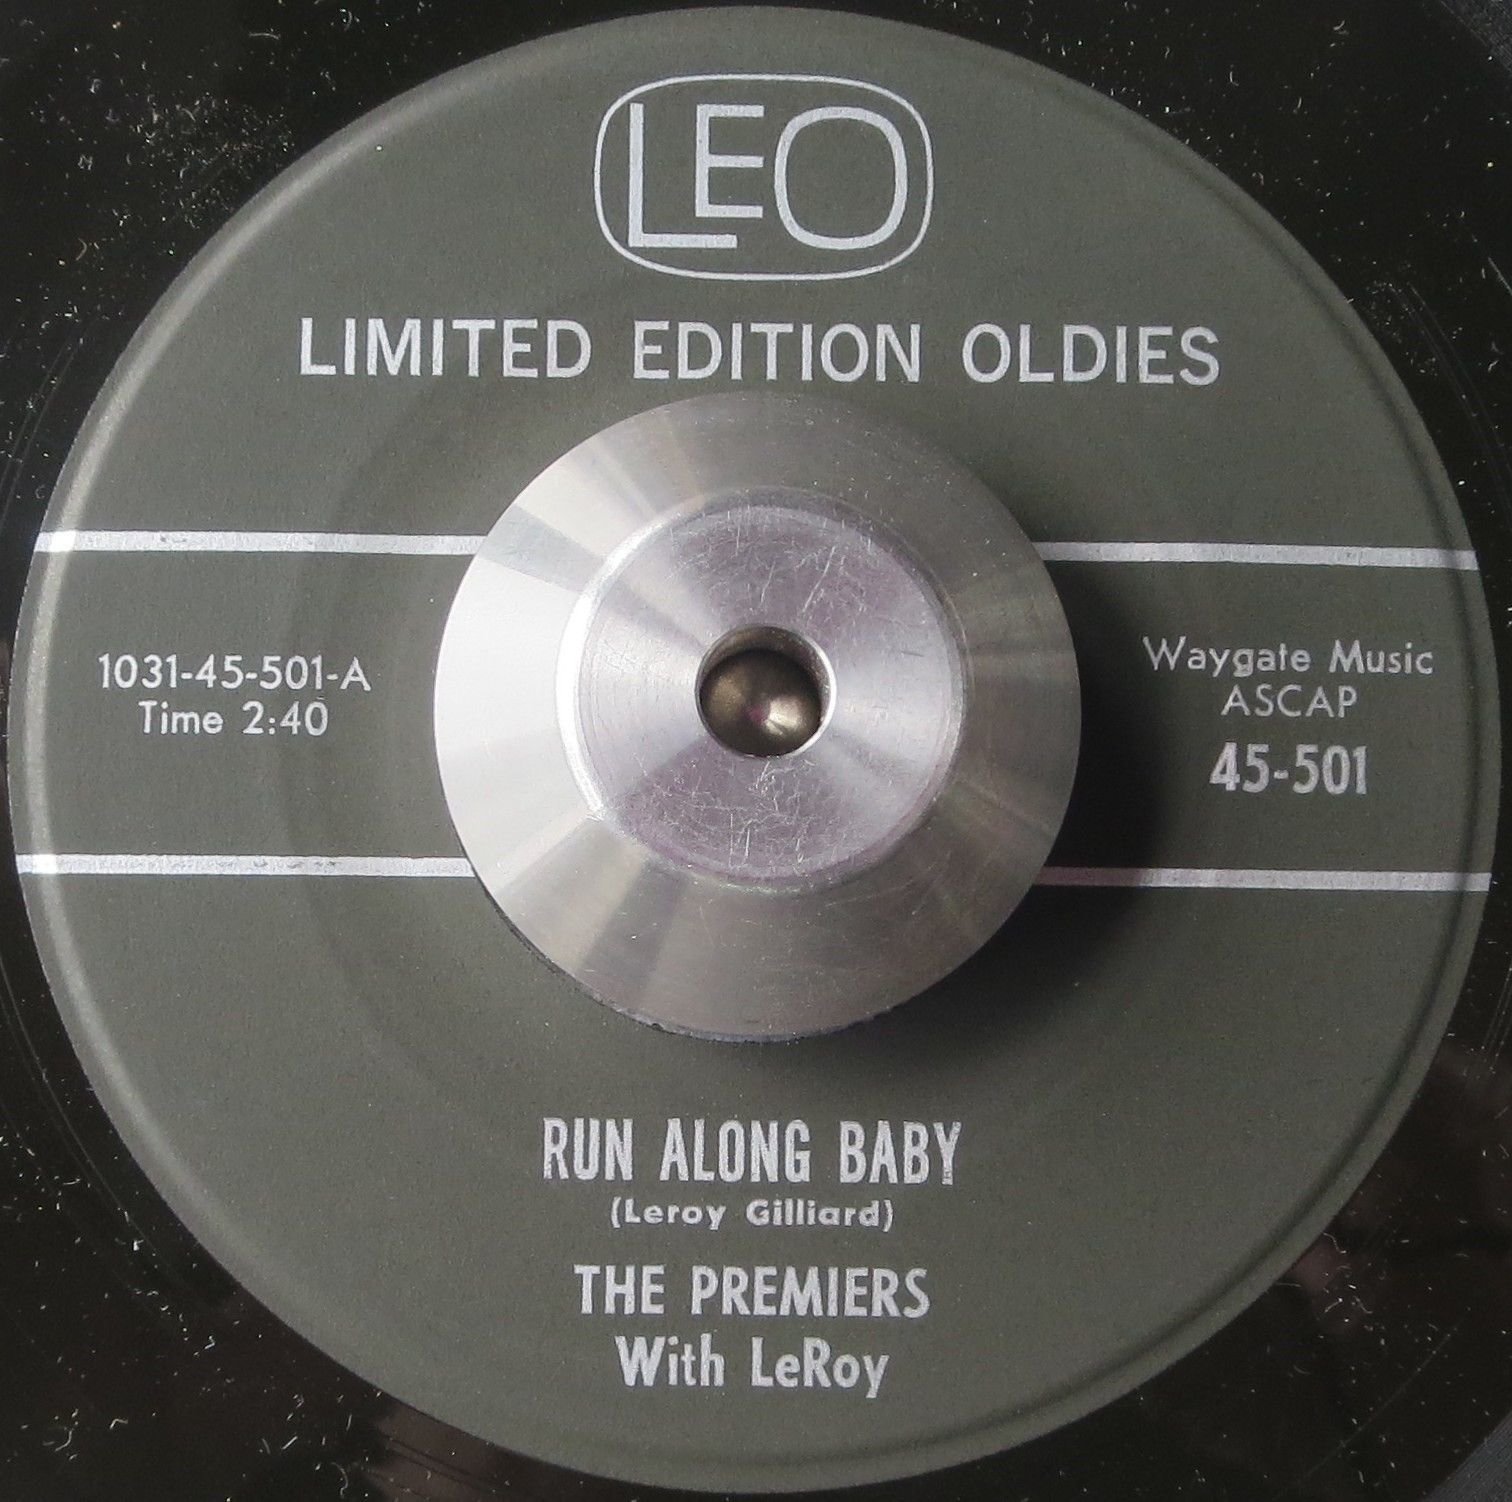 LEO
LIMITED EDITION OLDIES
1031-45-501-A
Time 2:40
Waygate Music
ASCAP
45-501
RUN ALONG BABY
(Leroy Gilliard)
THE PREMIERS
With LeRoy